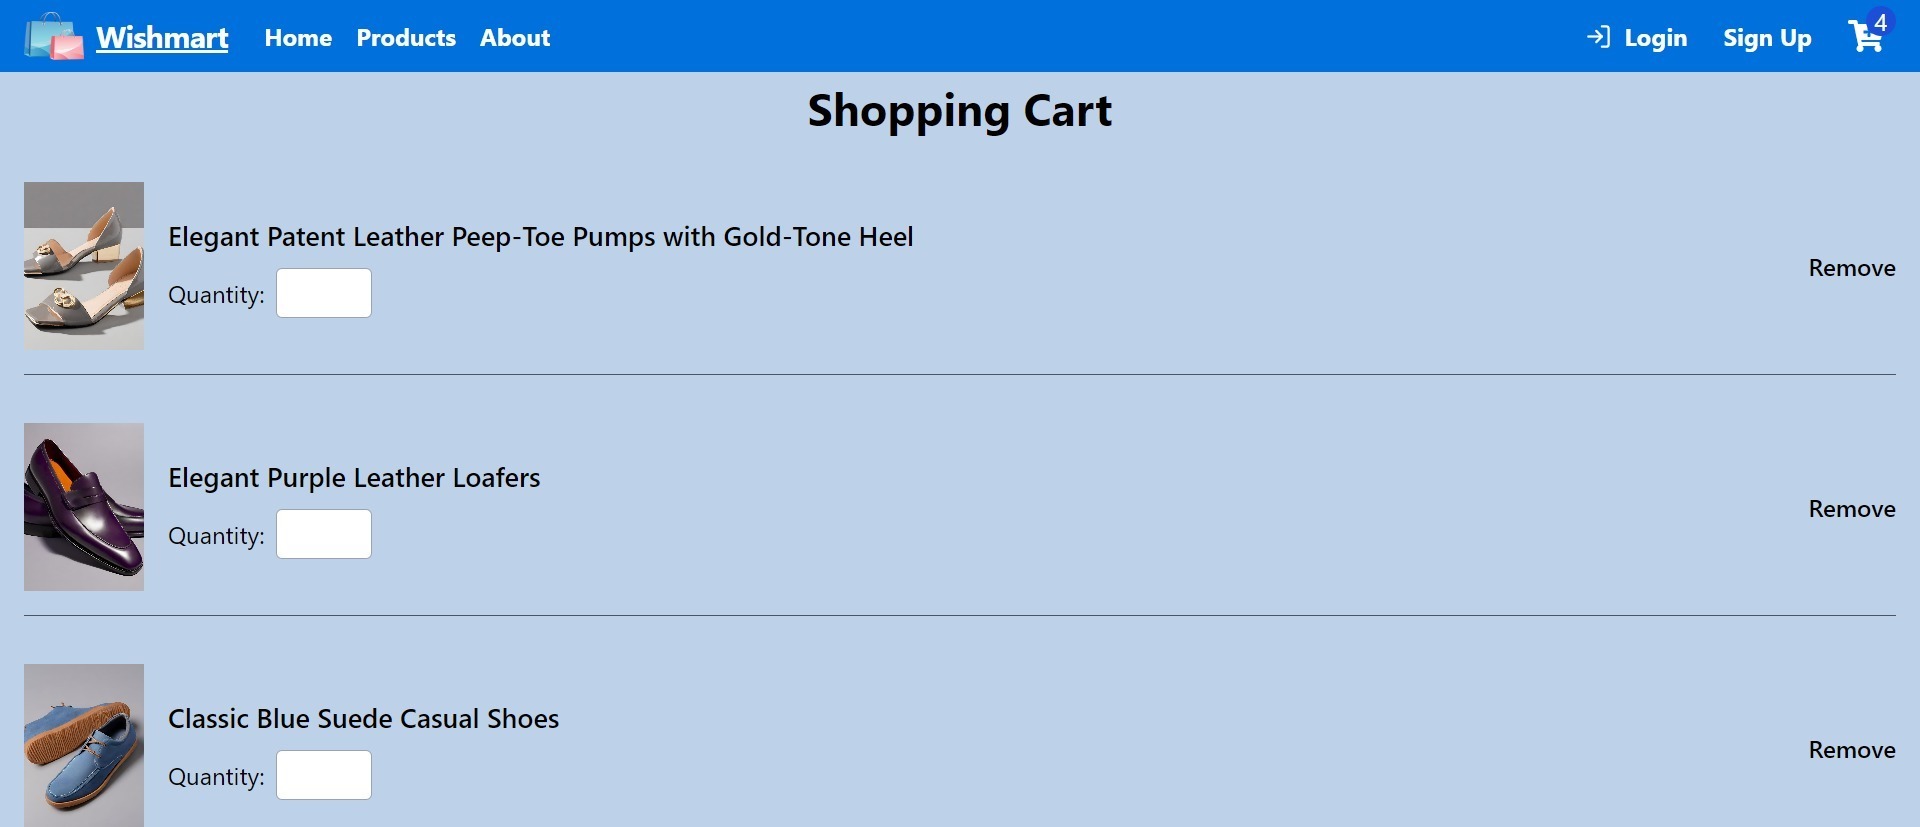 Wishmart Home Products About Login Sign Up 4
Shopping Cart
Elegant Patent Leather Peep-Toe Pumps with Gold-Tone Heel
Quantity:
Remove
Elegant Purple Leather Loafers
Quantity:
Remove
Classic Blue Suede Casual Shoes
Quantity:
Remove